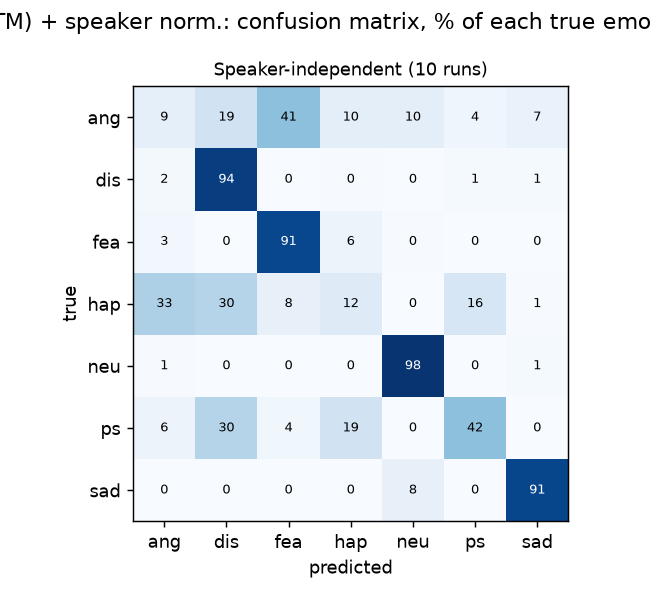 TM) + speaker norm.: confusion matrix, % of each true emo
Speaker-independent (10 runs)
ang 9 19 41 10 10 4 7
dis 2 94 0 0 0 1 1
fea 3 0 91 6 0 0 0
hap 33 30 8 12 0 16 1
neu 1 0 0 0 98 0 1
ps 6 30 4 19 0 42 0
sad 0 0 0 0 8 0 91
true
ang dis fea hap neu ps sad
predicted